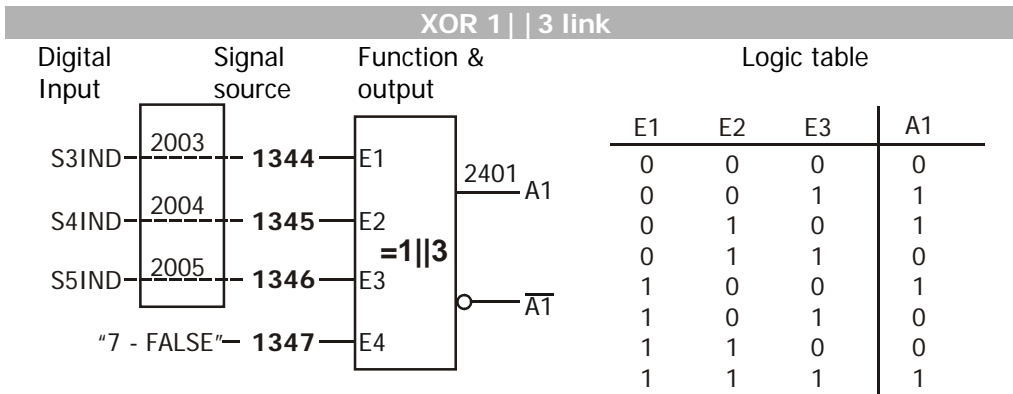 XOR 1||3 link
Digital Input
Signal source
Function & output
Logic table
S3IND 2003 1344 E1
S4IND 2004 1345 E2
S5IND 2005 1346 E3
"7 - FALSE" 1347 E4
=1||3
2401 A1
A1
E1 E2 E3 A1
0 0 0 0
0 0 1 1
0 1 0 1
0 1 1 0
1 0 0 1
1 0 1 0
1 1 0 0
1 1 1 1